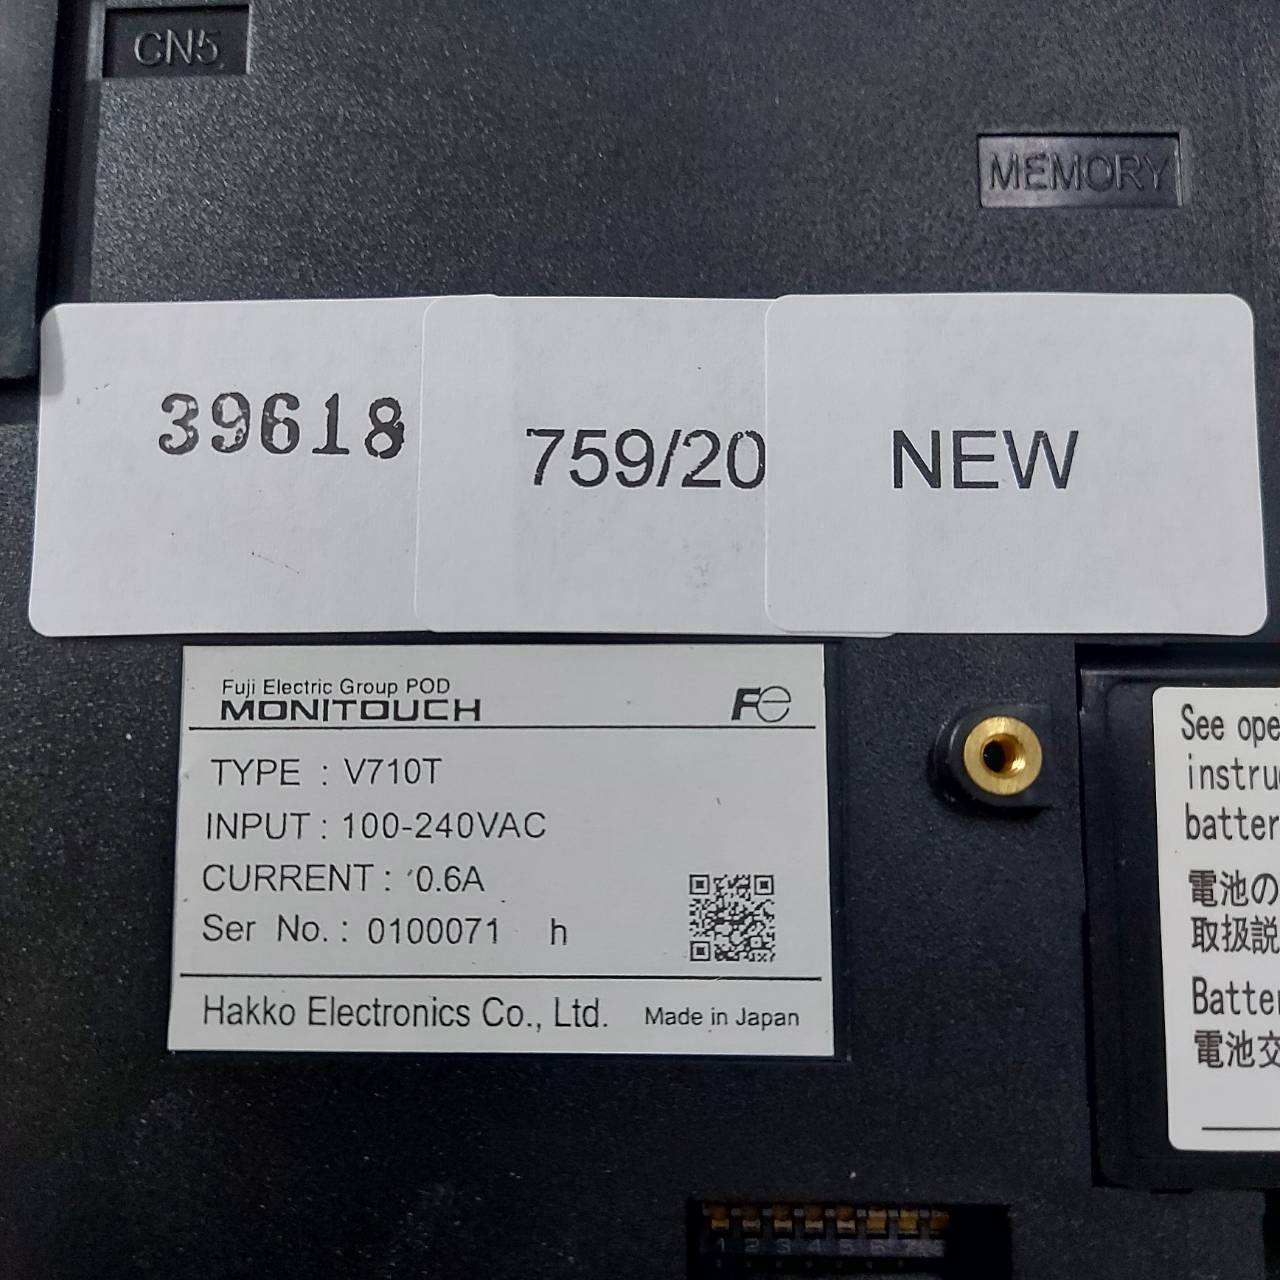 CN5
MEMORY
39618
759/20
NEW
Fuji Electric Group POD
MONITOUCH
Fe
TYPE : V710T
INPUT : 100-240VAC
CURRENT : 0.6A
Ser No. : 0100071 h
Hakko Electronics Co., Ltd. Made in Japan
See ope
instru
batter
電池の
取扱説
Batter
電池交
1 2 3 4 5 6 7 8